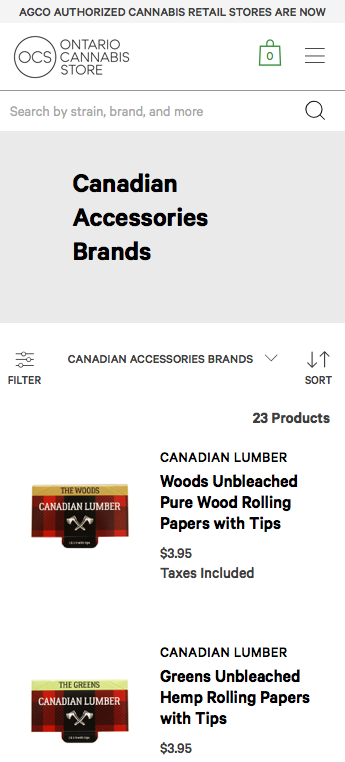 AGCO AUTHORIZED CANNABIS RETAIL STORES ARE NOW
OCS
ONTARIO
CANNABIS
STORE
0
Search by strain, brand, and more
Canadian
Accessories
Brands
FILTER
CANADIAN ACCESSORIES BRANDS
SORT
23 Products
THE WOODS
CANADIAN LUMBER
CANADIAN LUMBER
Woods Unbleached
Pure Wood Rolling
Papers with Tips
$3.95
Taxes Included
THE GREENS
CANADIAN LUMBER
CANADIAN LUMBER
Greens Unbleached
Hemp Rolling Papers
with Tips
$3.95